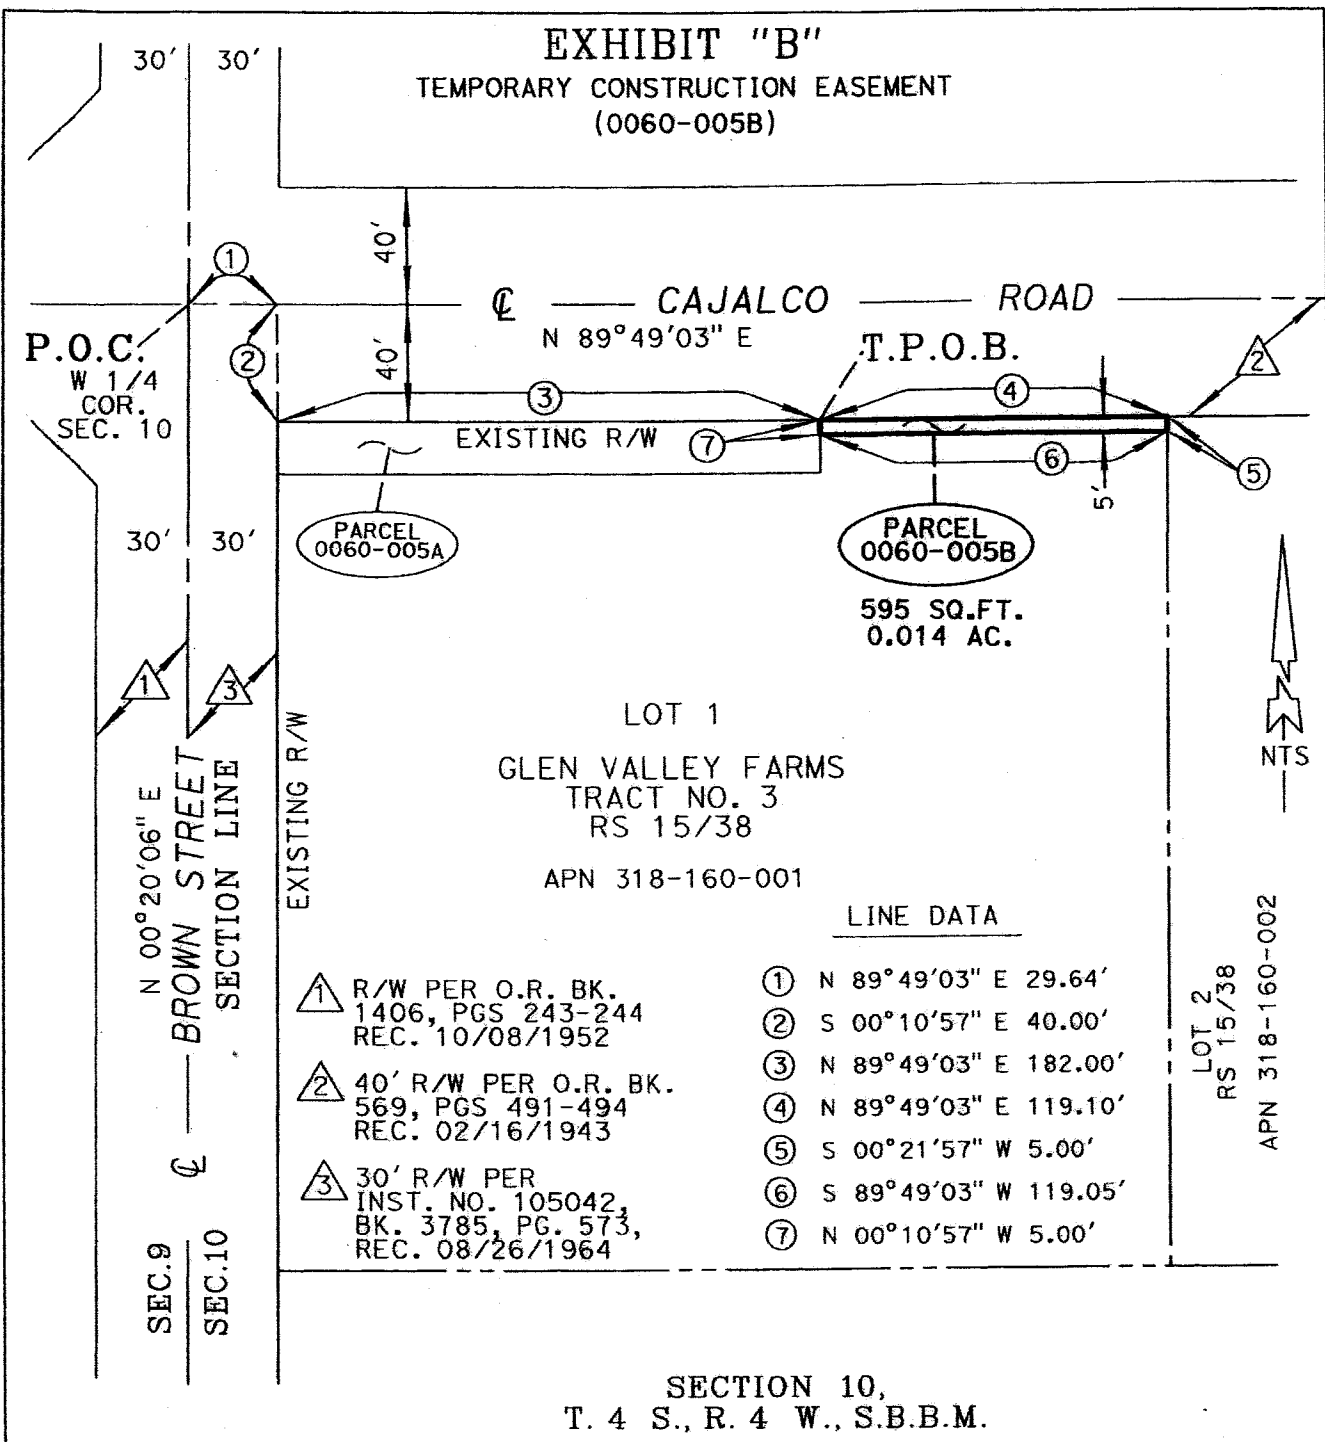 EXHIBIT "B"
TEMPORARY CONSTRUCTION EASEMENT
(0060-005B)
30' 30'
40'
1
℄ CAJALCO ROAD
N 89°49'03" E
P.O.C.
W 1/4
COR.
SEC. 10
2
40'
T.P.O.B.
2
3
4
EXISTING R/W
7
6
5
5'
30' 30'
PARCEL
0060-005A
PARCEL
0060-005B
595 SQ.FT.
0.014 AC.
1
3
NTS
LOT 1
GLEN VALLEY FARMS
TRACT NO. 3
RS 15/38
APN 318-160-001
N 00°20'06" E
℄ BROWN STREET
SECTION LINE
EXISTING R/W
SEC.9
SEC.10
1 R/W PER O.R. BK.
1406, PGS 243-244
REC. 10/08/1952
2 40' R/W PER O.R. BK.
569, PGS 491-494
REC. 02/16/1943
3 30' R/W PER
INST. NO. 105042,
BK. 3785, PG. 573,
REC. 08/26/1964
LINE DATA
1 N 89°49'03" E 29.64'
2 S 00°10'57" E 40.00'
3 N 89°49'03" E 182.00'
4 N 89°49'03" E 119.10'
5 S 00°21'57" W 5.00'
6 S 89°49'03" W 119.05'
7 N 00°10'57" W 5.00'
LOT 2
RS 15/38
APN 318-160-002
SECTION 10,
T. 4 S., R. 4 W., S.B.B.M.